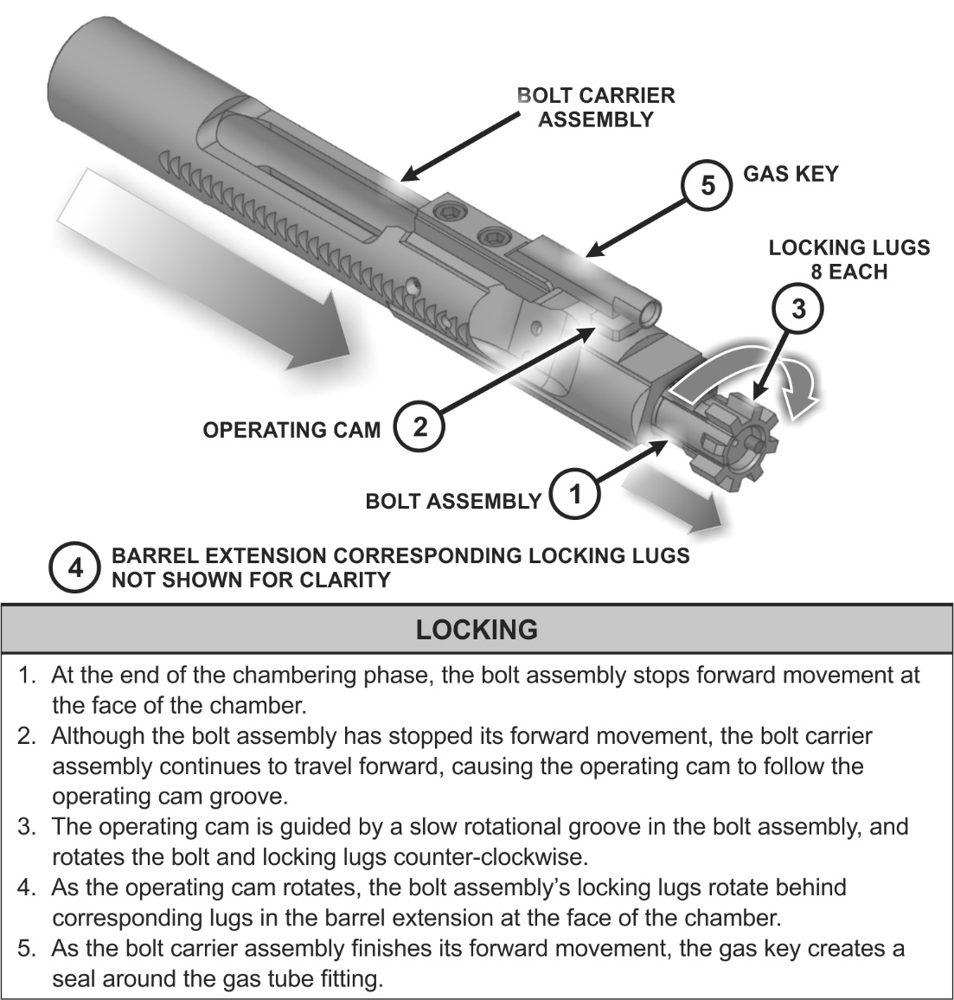 BOLT CARRIER
ASSEMBLY
5
GAS KEY
LOCKING LUGS
8 EACH
3
OPERATING CAM
2
BOLT ASSEMBLY
1
4
BARREL EXTENSION CORRESPONDING LOCKING LUGS
NOT SHOWN FOR CLARITY
LOCKING
1. At the end of the chambering phase, the bolt assembly stops forward movement at
the face of the chamber.
2. Although the bolt assembly has stopped its forward movement, the bolt carrier
assembly continues to travel forward, causing the operating cam to follow the
operating cam groove.
3. The operating cam is guided by a slow rotational groove in the bolt assembly, and
rotates the bolt and locking lugs counter-clockwise.
4. As the operating cam rotates, the bolt assembly’s locking lugs rotate behind
corresponding lugs in the barrel extension at the face of the chamber.
5. As the bolt carrier assembly finishes its forward movement, the gas key creates a
seal around the gas tube fitting.